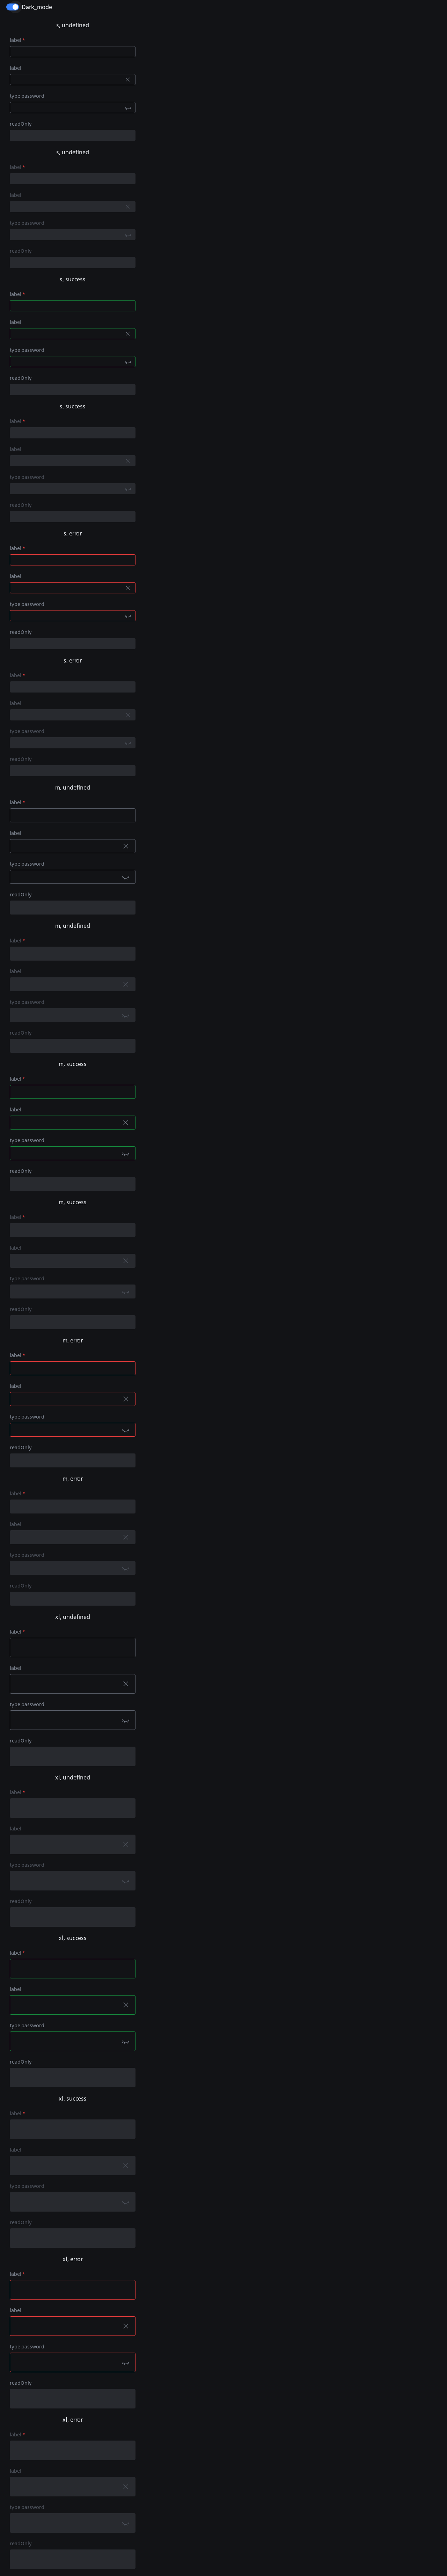 Dark_mode
s, undefined
label *
label
type password
readOnly
s, undefined
label *
label
type password
readOnly
s, success
label *
label
type password
readOnly
s, success
label *
label
type password
readOnly
s, error
label *
label
type password
readOnly
s, error
label *
label
type password
readOnly
m, undefined
label *
label
type password
readOnly
m, undefined
label *
label
type password
readOnly
m, success
label *
label
type password
readOnly
m, success
label *
label
type password
readOnly
m, error
label *
label
type password
readOnly
m, error
label *
label
type password
readOnly
xl, undefined
label *
label
type password
readOnly
xl, undefined
label *
label
type password
readOnly
xl, success
label *
label
type password
readOnly
xl, success
label *
label
type password
readOnly
xl, error
label *
label
type password
readOnly
xl, error
label *
label
type password
readOnly